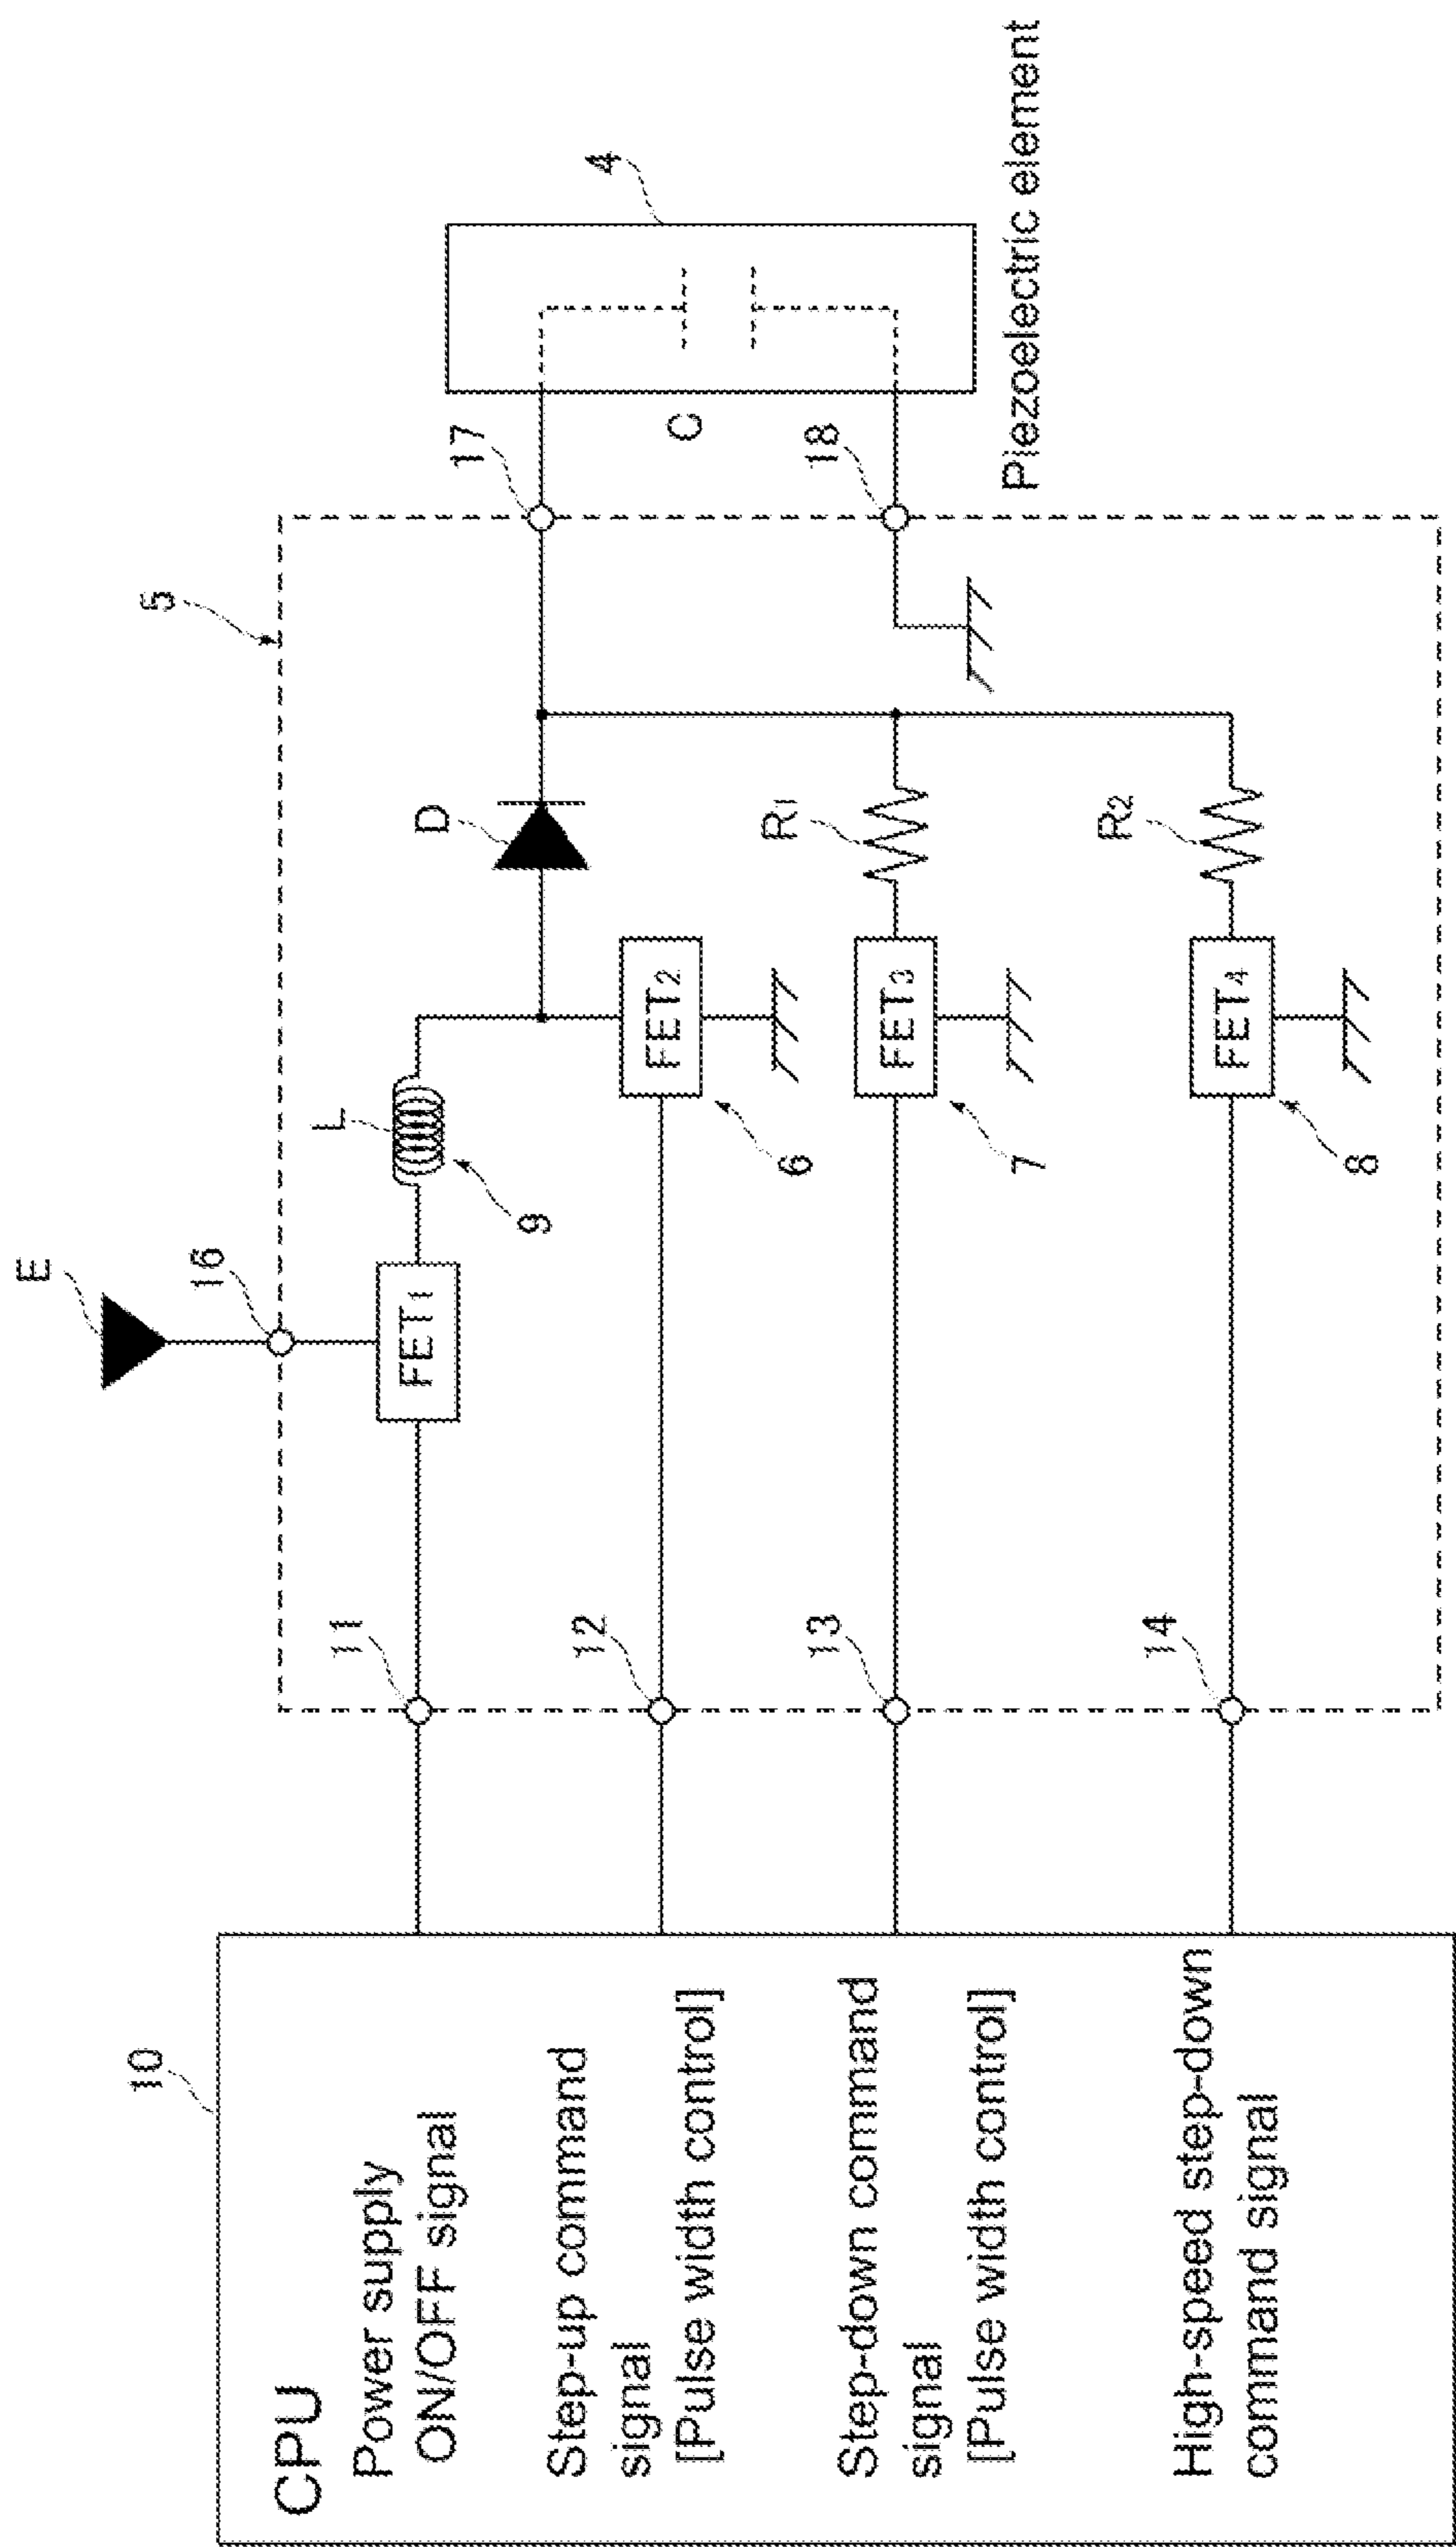 10
CPU
Power supply
ON/OFF signal
Step-up command
signal
[Pulse width control]
Step-down command
signal
[Pulse width control]
High-speed step-down
command signal
11
12
13
14
E
16
5
FET1
L
9
D
FET2
6
FET3
7
R1
FET4
8
R2
17
18
C
4
Piezoelectric element